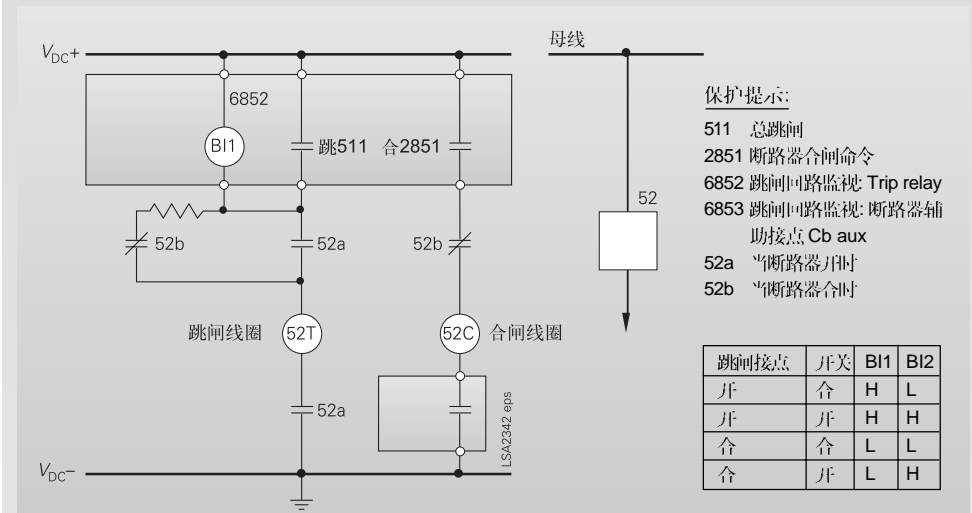 V_DC+
6852
BI1
跳511
合2851
52b
52a
52b
跳闸线圈
52T
52C
合闸线圈
52a
LSA2342 eps
V_DC–
母线
52
保护提示:
511 总跳闸
2851 断路器合闸命令
6852 跳闸回路监视: Trip relay
6853 跳闸回路监视: 断路器辅
助接点 Cb aux
52a 当断路器开时
52b 当断路器合时
跳闸接点 开关 BI1 BI2
开 合 H L
开 开 H H
合 合 L L
合 开 L H